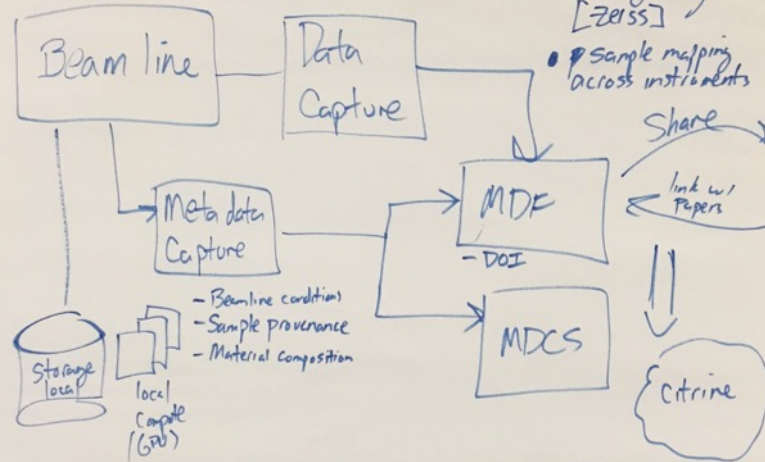 [Zeiss]
• sample mapping
across instruments
Beam line
Data
Capture
Share
link w/
Papers
Meta data
Capture
MDF
- DOI
- Beamline conditions
- Sample provenance
- Material composition
MDCS
Storage
local
local
Compute
(GPU)
Citrine